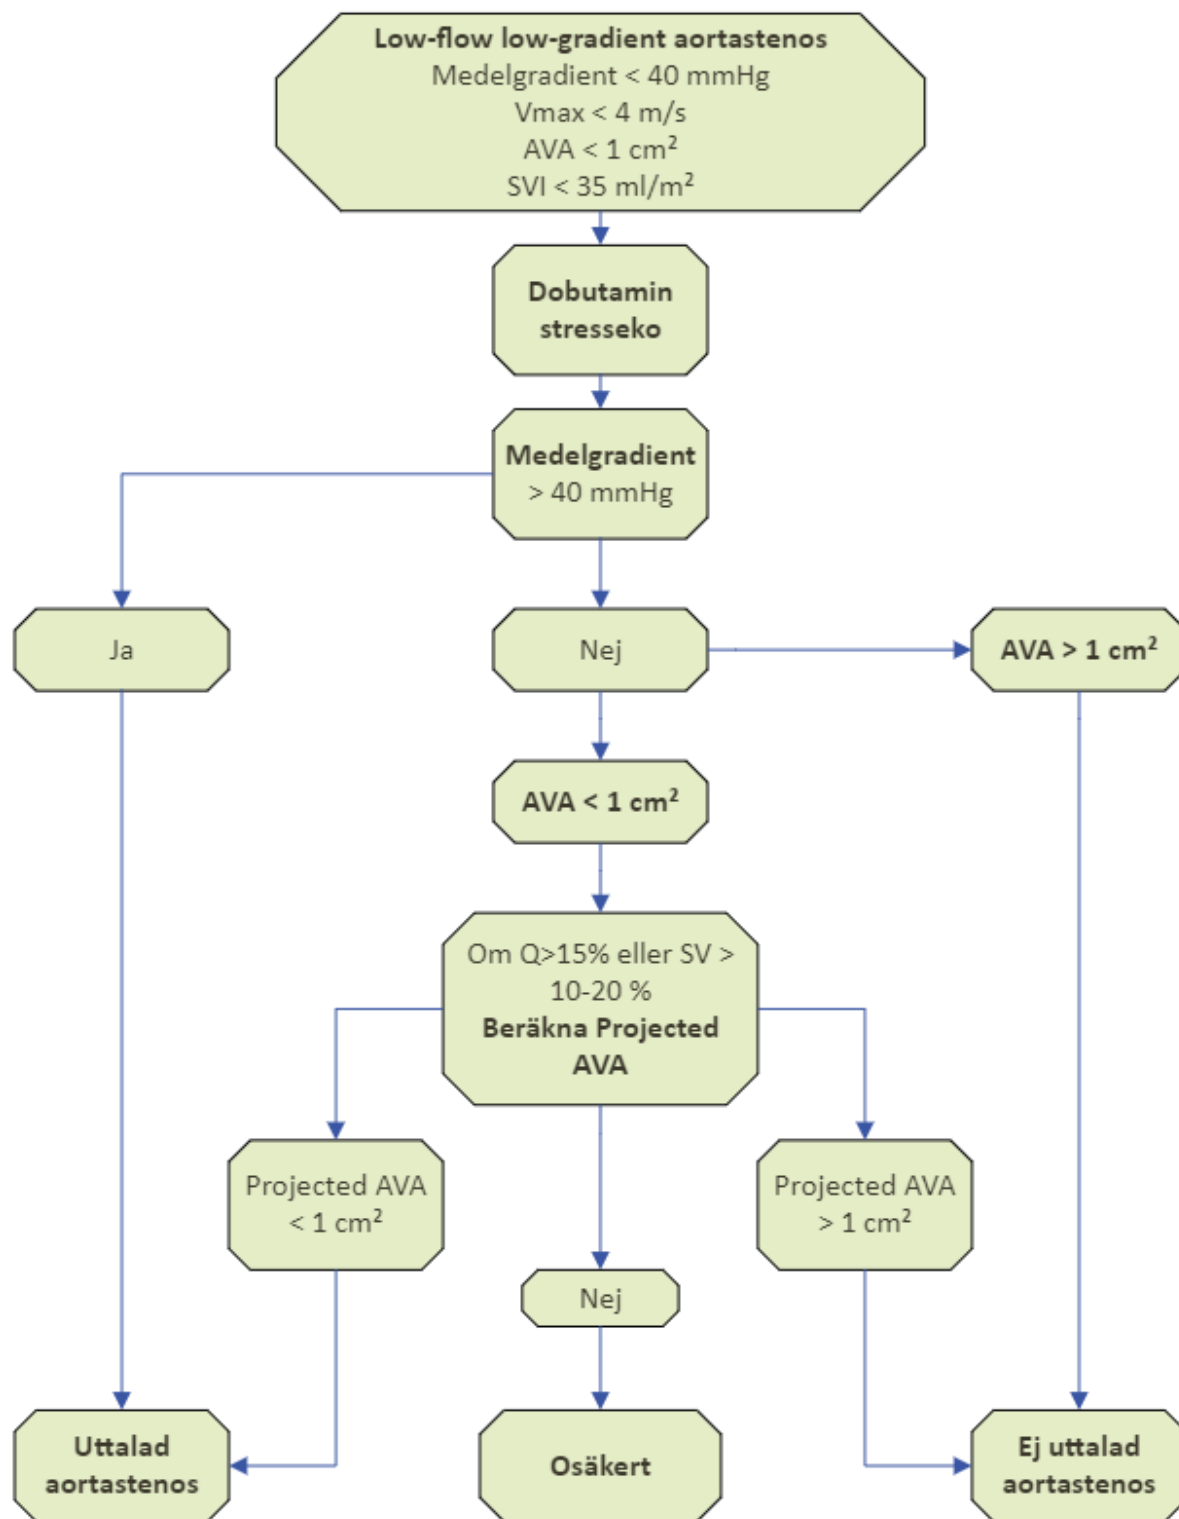 Low-flow low-gradient aortastenos
Medelgradient < 40 mmHg
Vmax < 4 m/s
AVA < 1 cm²
SVI < 35 ml/m²
Dobutamin
stresseko
Medelgradient
> 40 mmHg
Ja
Nej
AVA > 1 cm²
AVA < 1 cm²
Om Q>15% eller SV >
10-20 %
Beräkna Projected
AVA
Projected AVA
< 1 cm²
Projected AVA
> 1 cm²
Nej
Uttalad
aortastenos
Osäkert
Ej uttalad
aortastenos